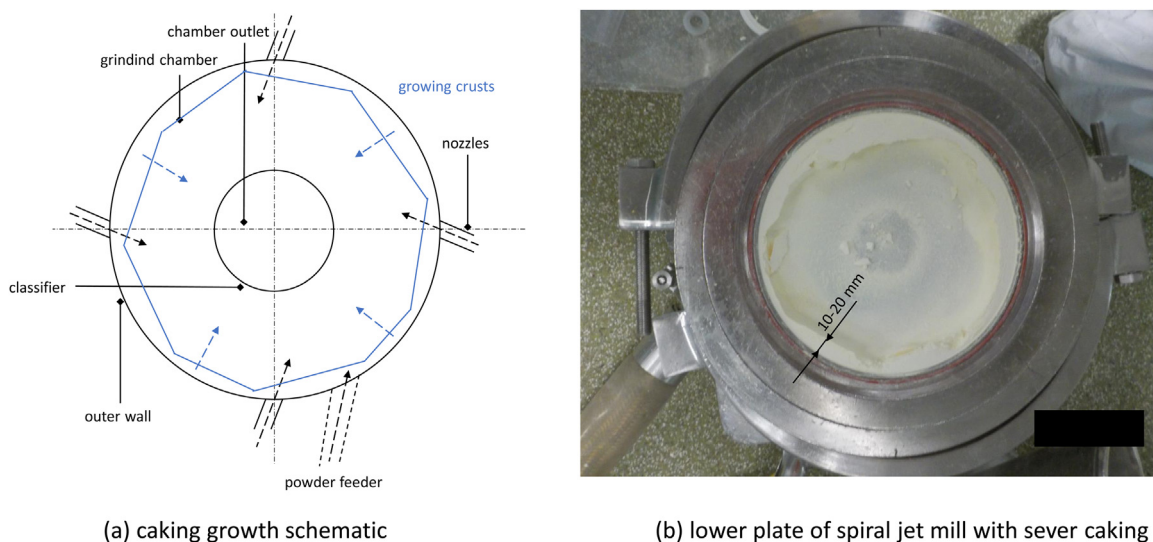 chamber outlet
grindind chamber
growing crusts
nozzles
classifier
outer wall
powder feeder
10-20 mm
(a) caking growth schematic
(b) lower plate of spiral jet mill with sever caking